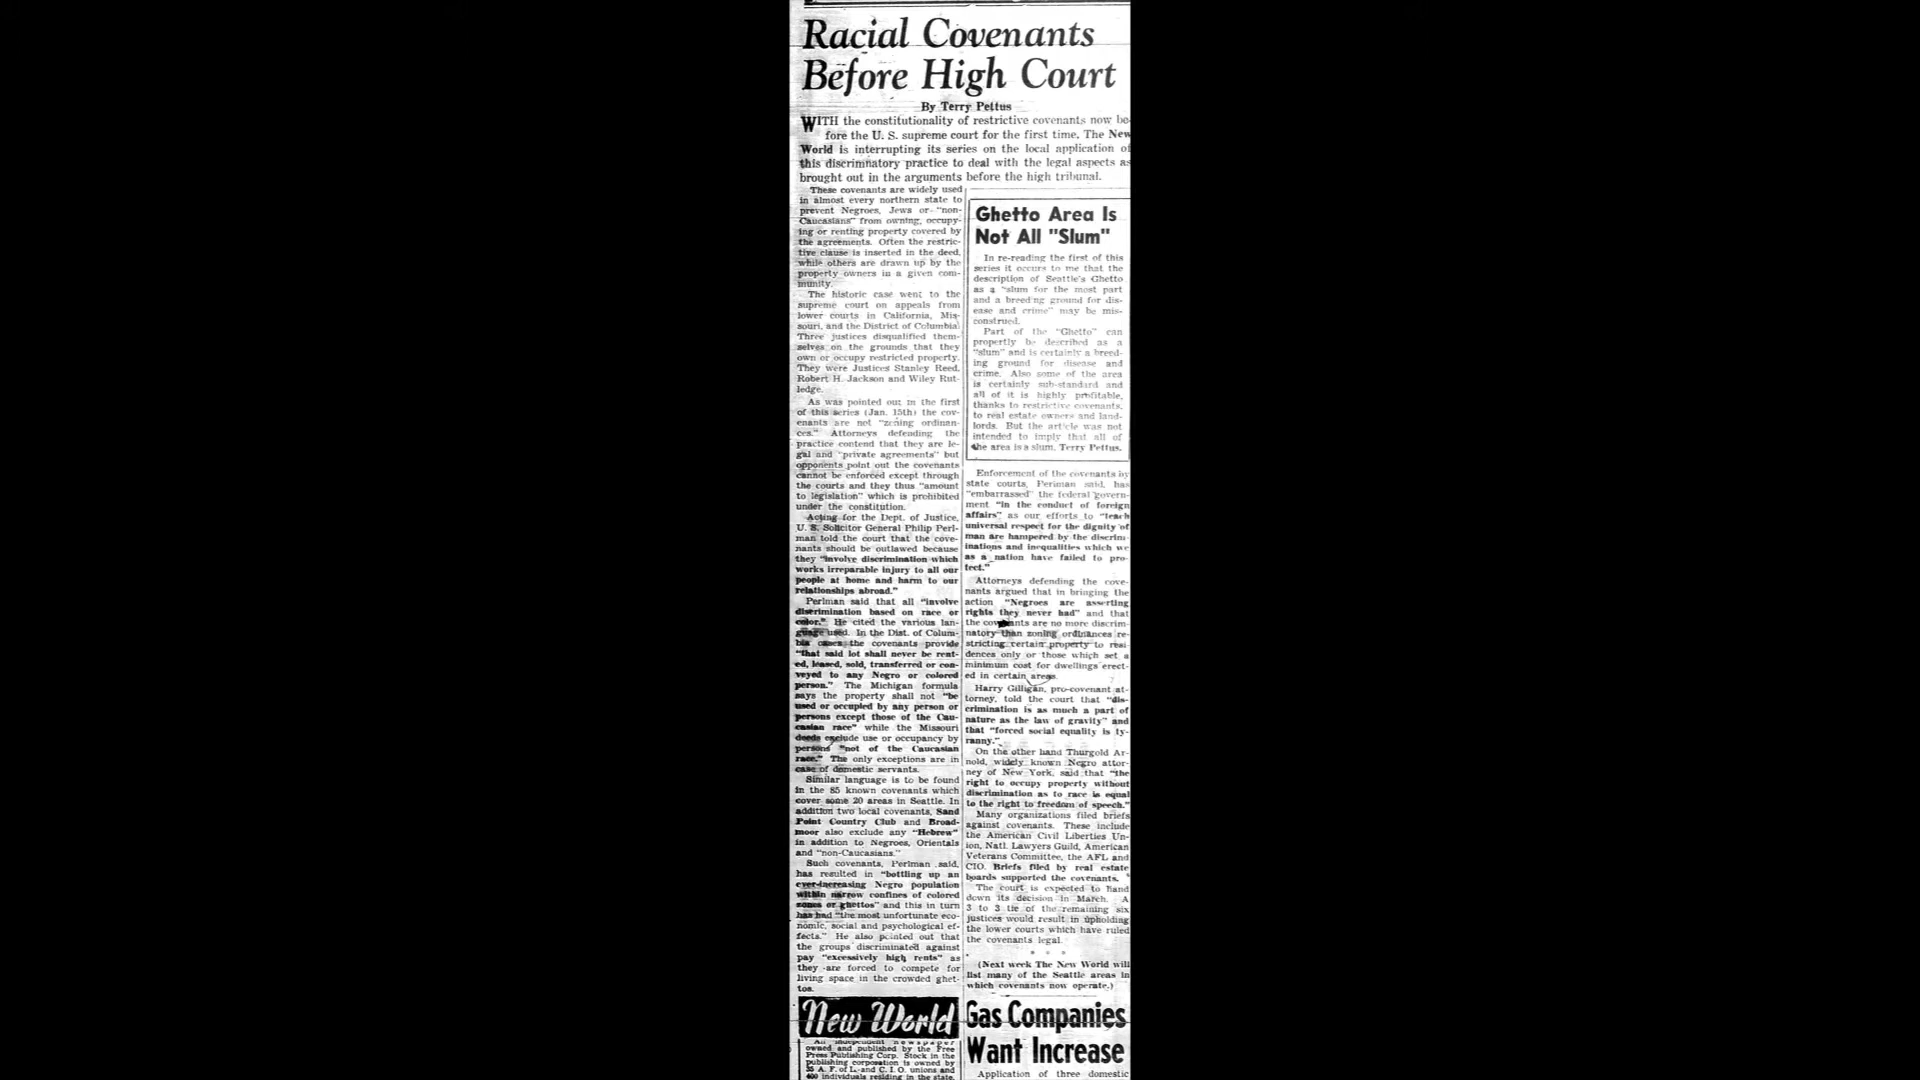 Racial Covenants
Before High Court
By Terry Pettus
WITH the constitutionality of restrictive covenants now be-
fore the U. S. supreme court for the first time, The New
World is interrupting its series on the local application of
this discrimnatory practice to deal with the legal aspects as
brought out in the arguments before the high tribunal.
These covenants are widely used
in almost every northern state to
prevent Negroes, Jews or "non-
Caucasians" from owning, occupy-
ing or renting property covered by
the agreements. Often the restric-
tive clause is inserted in the deed,
while others are drawn up by the
property owners in a given com-
munity.
The historic case went to the
supreme court on appeals from
lower courts in California, Mis-
souri, and the District of Columbia.
Three justices disqualified them-
selves on the grounds that they
own or occupy restricted property.
They were Justices Stanley Reed,
Robert H. Jackson and Wiley Rut-
ledge.
As was pointed out in the first
of this series (Jan. 15th) the cov-
enants are not "zoning ordinan-
ces." Attorneys defending the
practice contend that they are le-
gal and "private agreements" but
opponents point out the covenants
cannot be enforced except through
the courts and they thus "amount
to legislation" which is prohibited
under the constitution.
Acting for the Dept. of Justice,
U. S. Solicitor General Philip Perl-
man told the court that the cove-
nants should be outlawed because
they "involve discrimination which
works irreparable injury to all our
people at home and harm to our
relationships abroad."
Perlman said that all "involve
discrimination based on race or
color." He cited the various lan-
guage used. In the Dist. of Colum-
bia cases the covenants provide
"that said lot shall never be rent-
ed, leased, sold, transferred or con-
veyed to any Negro or colored
person." The Michigan formula
says the property shall not "be
used or occupied by any person or
persons except those of the Cau-
casian race" while the Missouri
deeds exclude use or occupancy by
persons "not of the Caucasian
race." The only exceptions are in
case of domestic servants.
Similar language is to be found
in the 85 known covenants which
cover some 20 areas in Seattle. In
addition two local covenants, Sand
Point Country Club and Broad-
moor also exclude any "Hebrew"
in addition to Negroes, Orientals
and "non-Caucasians."
Such covenants, Perlman said,
has resulted in "bottling up an
ever-increasing Negro population
within narrow confines of colored
zones or ghettos" and this in turn
has had "the most unfortunate eco-
nomic, social and psychological ef-
fects." He also pointed out that
the groups discriminated against
pay "excessively high rents" as
they are forced to compete for
living space in the crowded ghet-
tos.
New World
An independent newspaper
owned and published by the Free
Press Publishing Corp. Stock in the
publishing corporation is owned by
35 A. F. of L. and C. I. O. unions and
400 individuals residing in the state.
Ghetto Area Is
Not All "Slum"
In re-reading the first of this
series it occurs to me that the
description of Seattle's Ghetto
as a "slum for the most part
and a breeding ground for dis-
ease and crime" may be mis-
construed.
Part of the "Ghetto" can
propertly be described as a
"slum" and is certainly a breed-
ing ground for disease and
crime. Also some of the area
is certainly sub-standard and
all of it is highly profitable,
thanks to restrictive covenants,
to real estate owners and land-
lords. But the article was not
intended to imply that all of
the area is a slum. Terry Pettus.
Enforcement of the covenants by
state courts, Perlman said, has
"embarrassed" the federal govern-
ment "in the conduct of foreign
affairs" as our efforts to "teach
universal respect for the dignity of
man are hampered by the discrim-
inations and inequalities which we
as a nation have failed to pro-
tect."
Attorneys defending the cove-
nants argued that in bringing the
action "Negroes are asserting
rights they never had" and that
the covenants are no more discrim-
natory than zoning ordinances re-
stricting certain property to resi-
dences only or those which set a
minimum cost for dwellings erect-
ed in certain areas.
Harry Gilligan, pro-covenant at-
torney, told the court that "dis-
crimination is as much a part of
nature as the law of gravity" and
that "forced social equality is ty-
ranny."
On the other hand Thurgold Ar-
nold, widely known Negro attor-
ney of New York, said that "the
right to occupy property without
discrimination as to race is equal
to the right to freedom of speech."
Many organizations filed briefs
against covenants. These include
the American Civil Liberties Un-
ion, Natl. Lawyers Guild, American
Veterans Committee, the AFL and
CIO. Briefs filed by real estate
boards supported the covenants.
The court is expected to hand
down its decision in March. A
3 to 3 tie of the remaining six
justices would result in upholding
the lower courts which have ruled
the covenants legal.
* * *
(Next week The New World will
list many of the Seattle areas in
which covenants now operate.)
Gas Companies
Want Increase
Application of three domestic